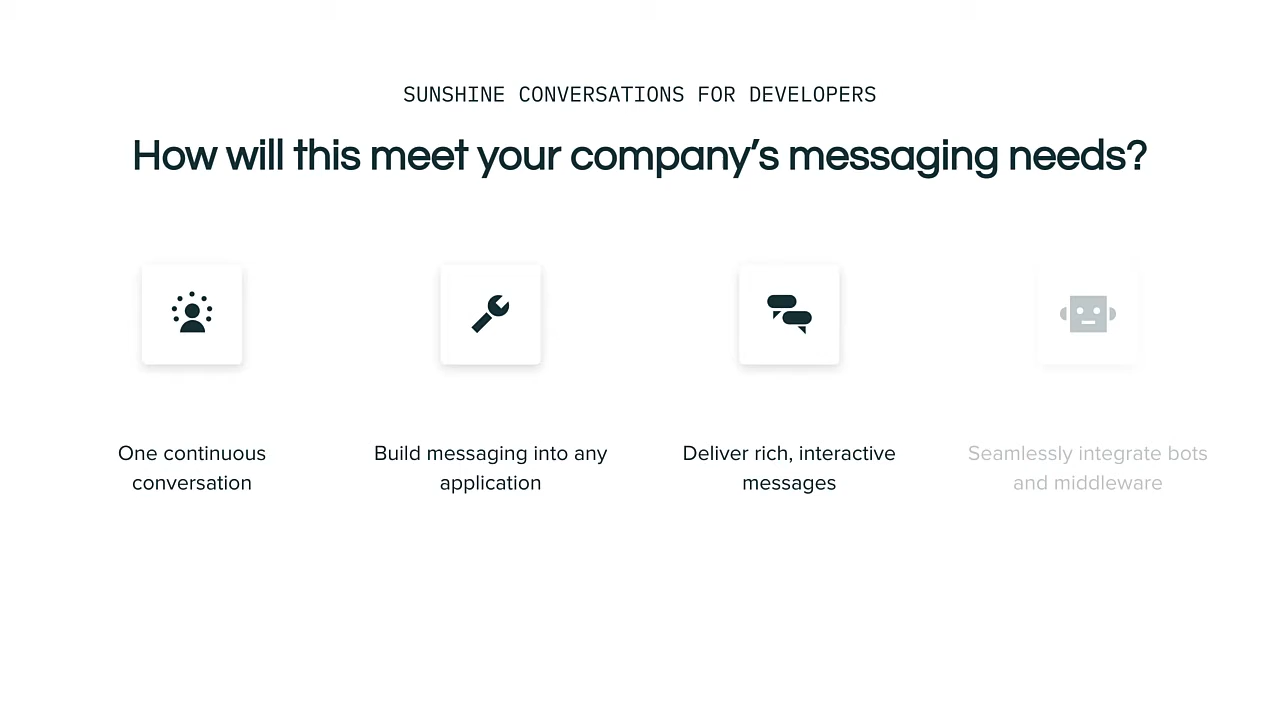 SUNSHINE CONVERSATIONS FOR DEVELOPERS
How will this meet your company’s messaging needs?
One continuous
conversation
Build messaging into any
application
Deliver rich, interactive
messages
Seamlessly integrate bots
and middleware